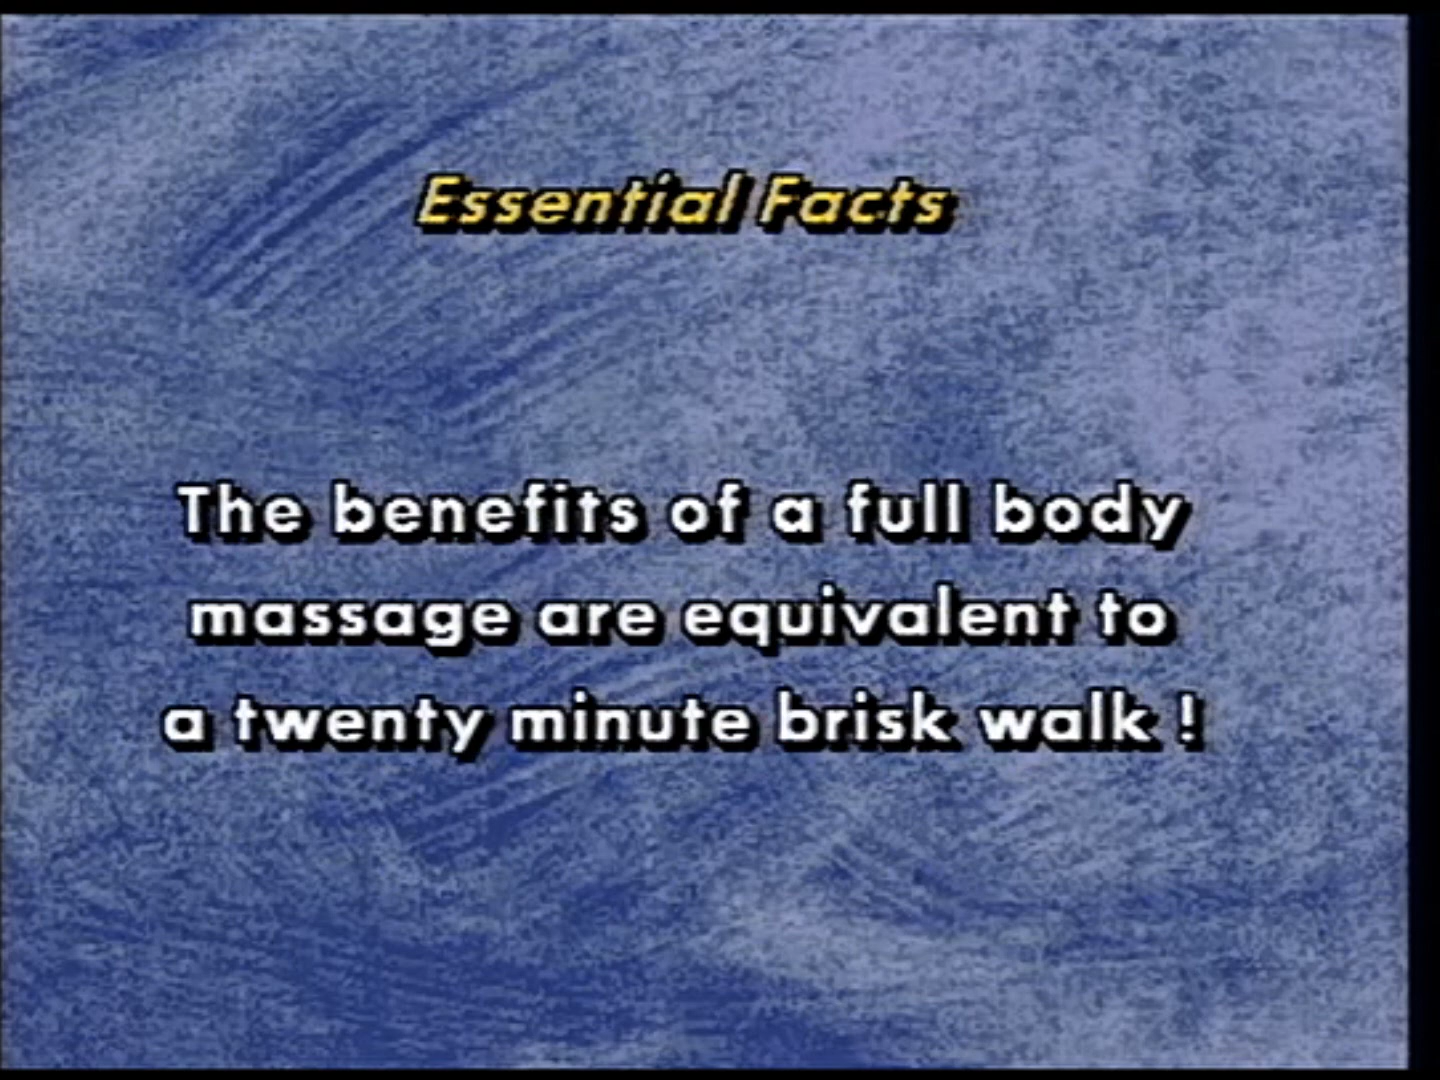 Essential Facts
The benefits of a full body
massage are equivalent to
a twenty minute brisk walk !